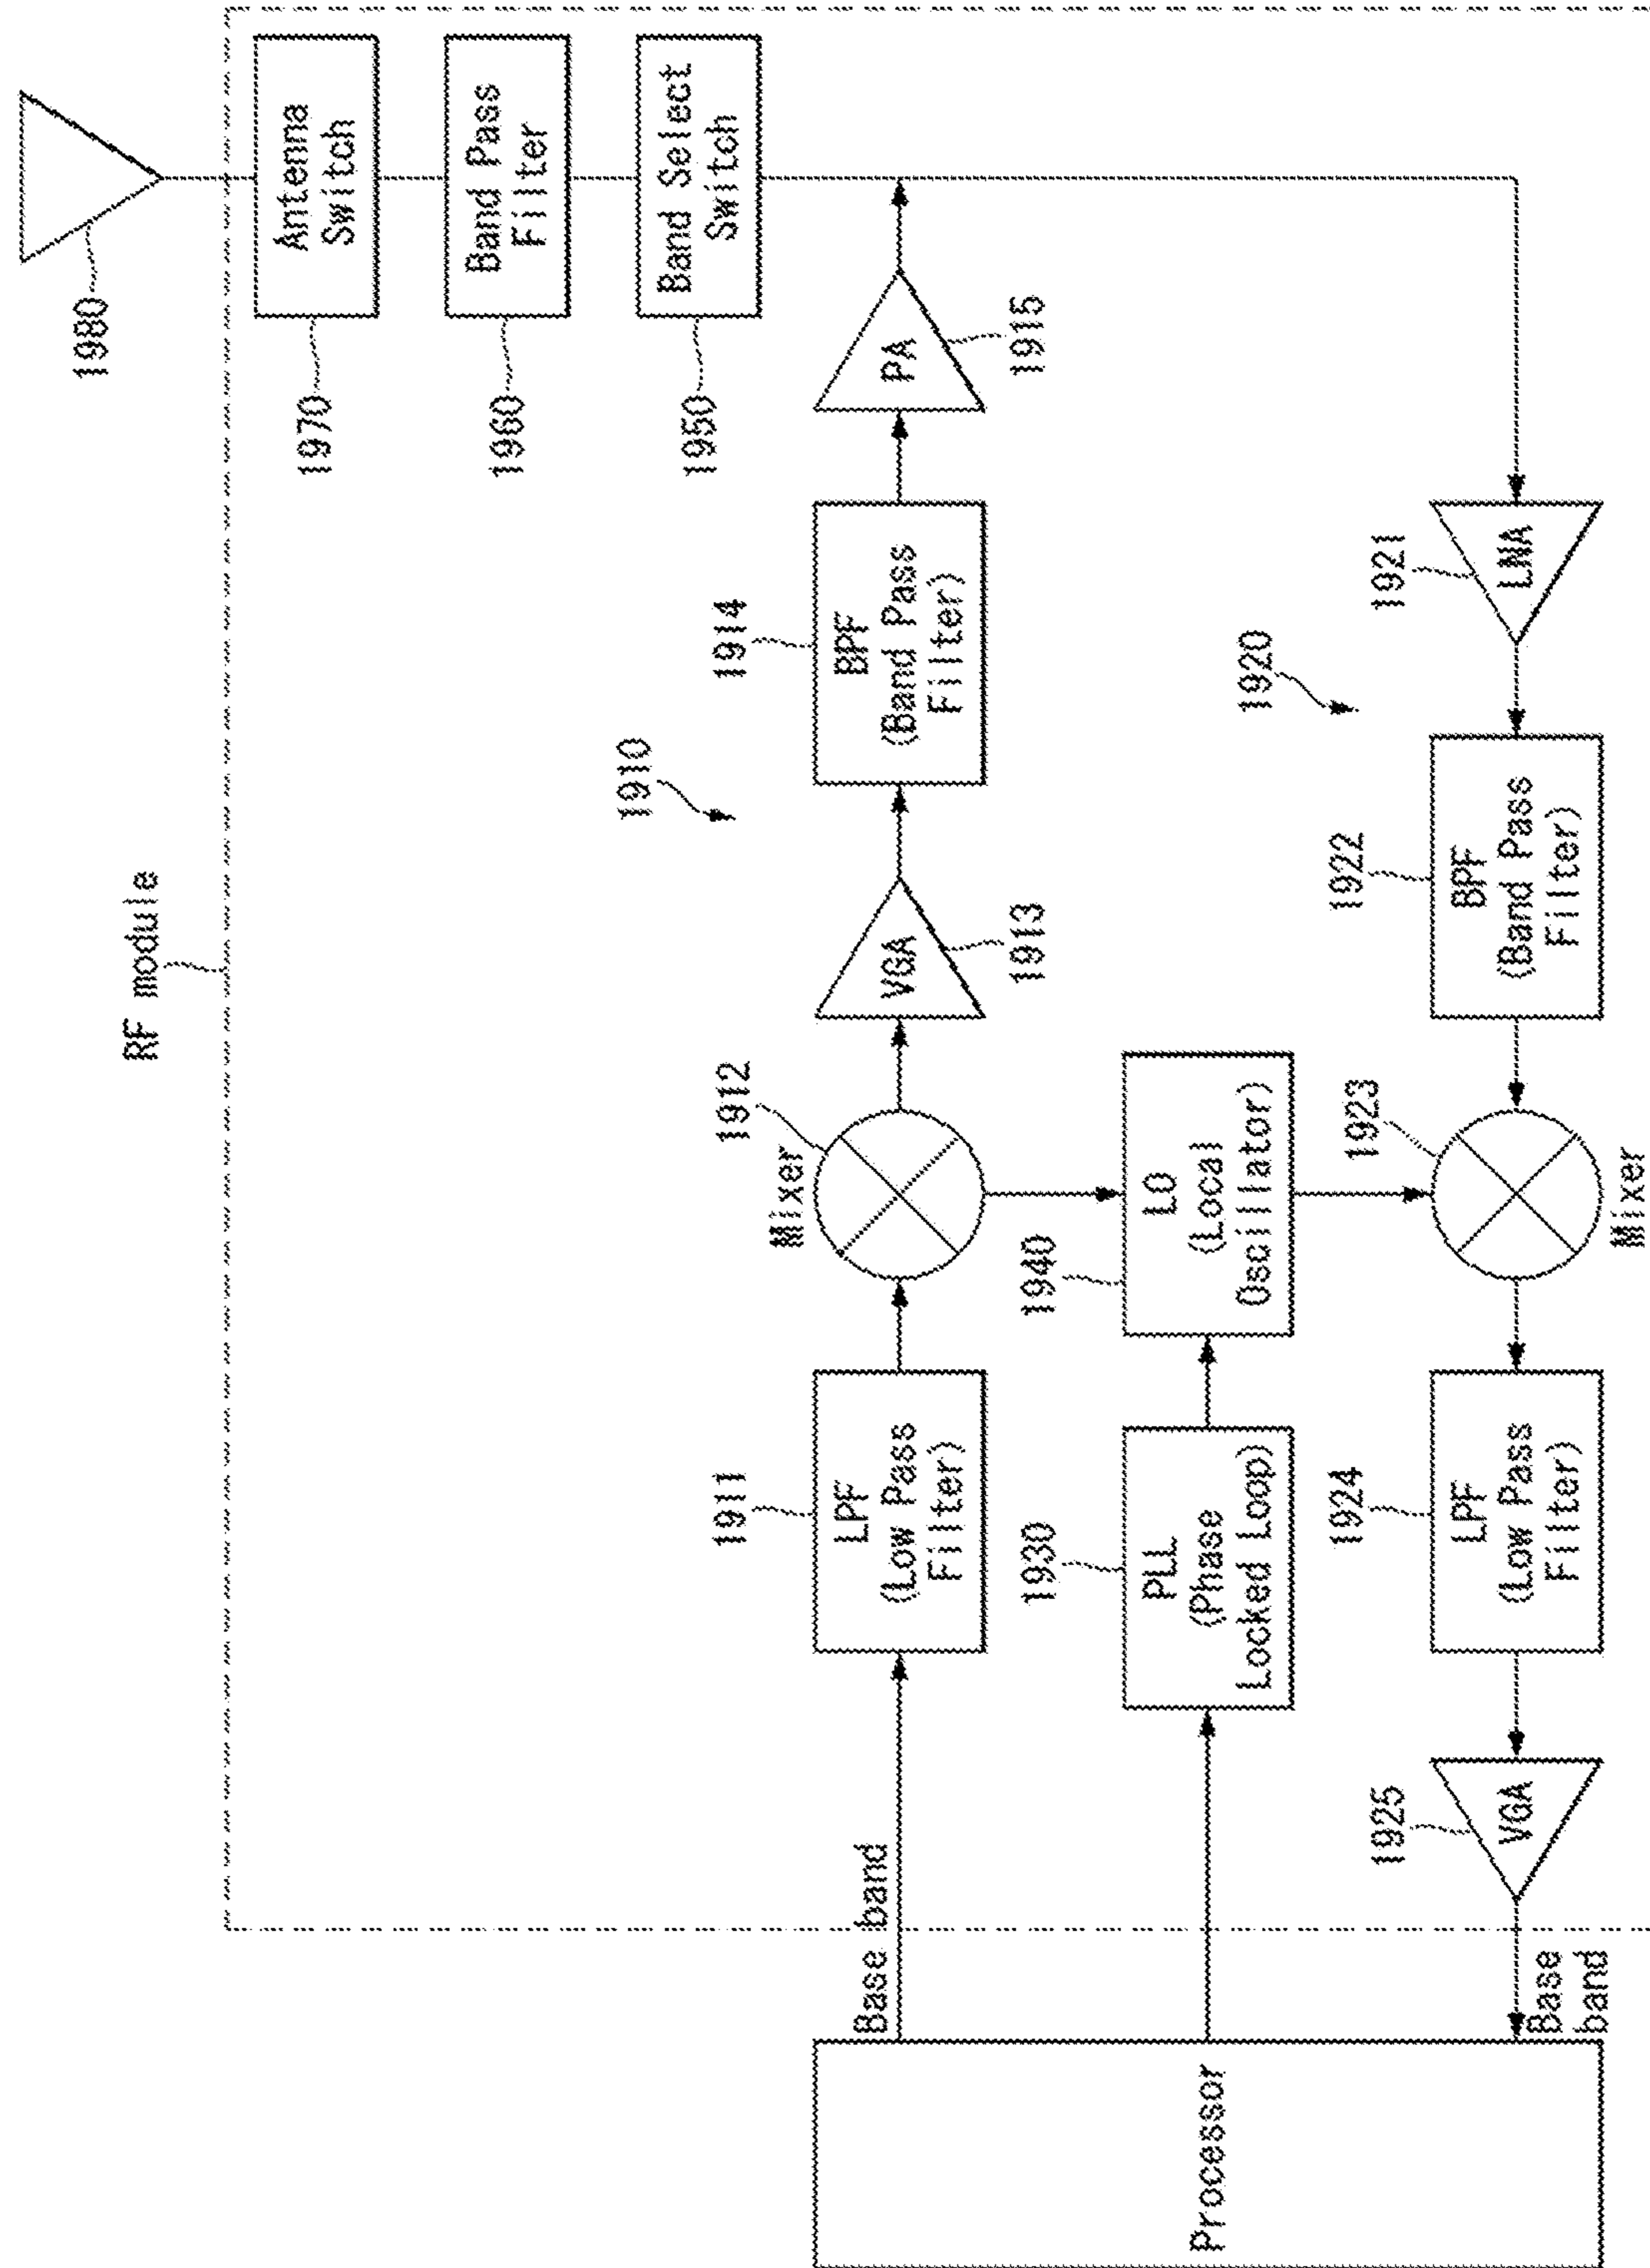 RF module
1980
Antenna
Switch
1970
Band Pass
Filter
1960
Band Select
Switch
1950
1910
1911
LPF
(Low Pass
Filter)
Mixer
1912
VGA
1913
1914
BPF
(Band Pass
Filter)
PA
1915
Base band
Processor
1930
PLL
(Phase
Locked Loop)
1940
LO
(Local
Oscillator)
1920
1921
LNA
1922
BPF
(Band Pass
Filter)
1923
Mixer
1924
LPF
(Low Pass
Filter)
1925
VGA
Base
band